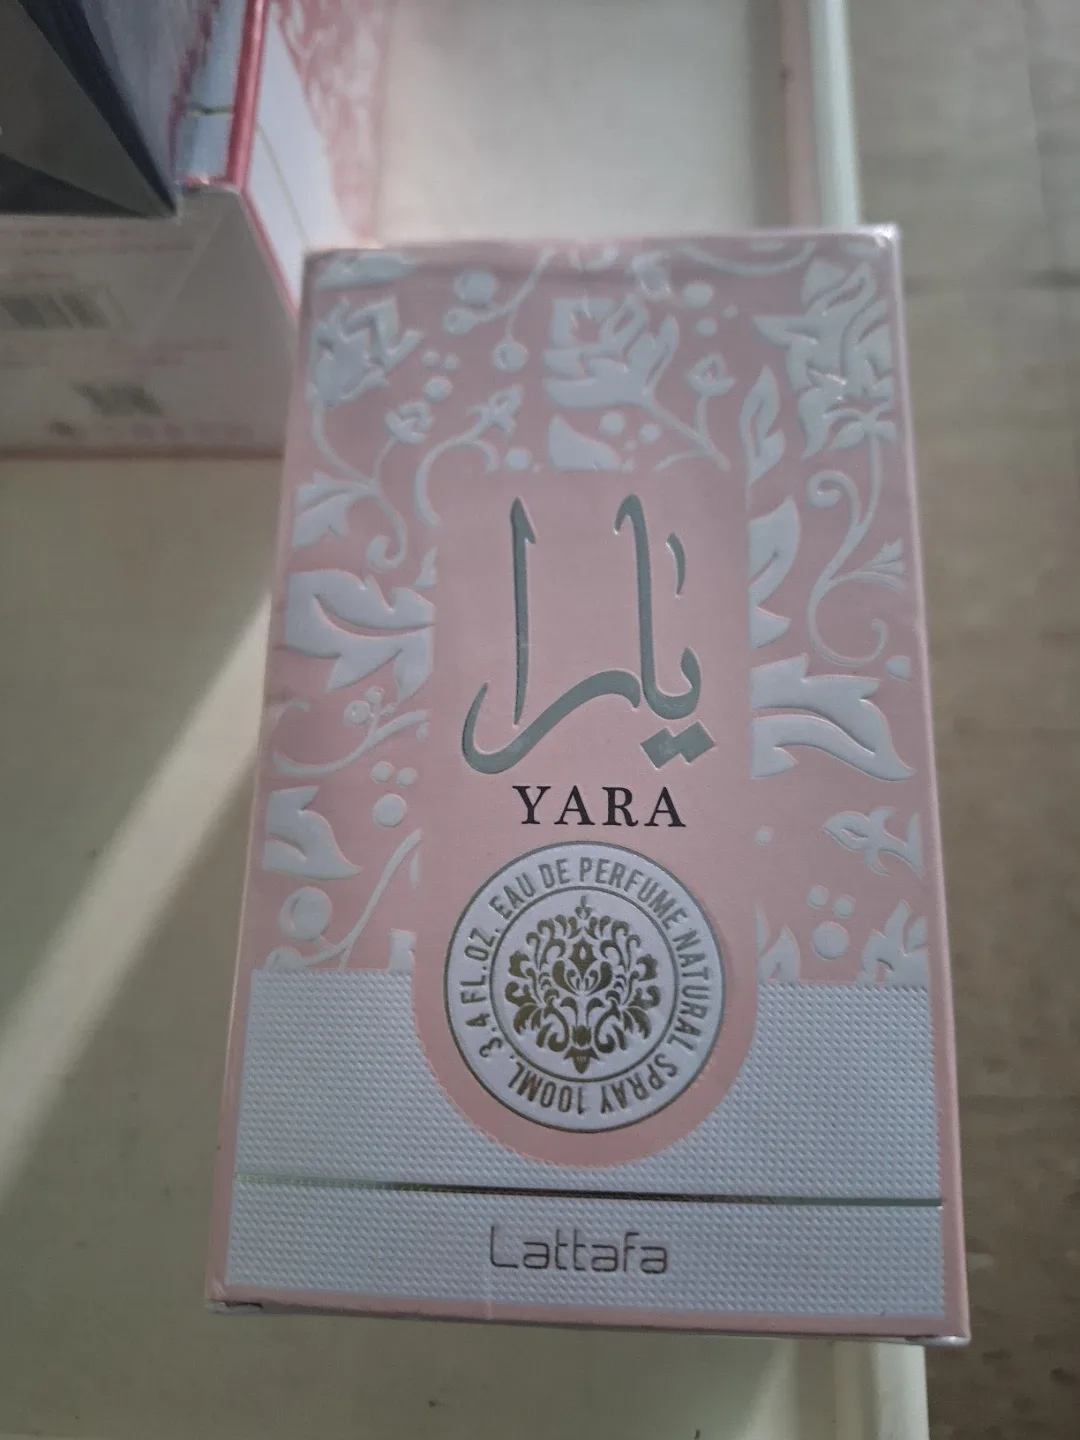 يارا
YARA
3.4 FL.OZ. EAU DE PERFUME NATURAL SPRAY 100ML.
Lattafa